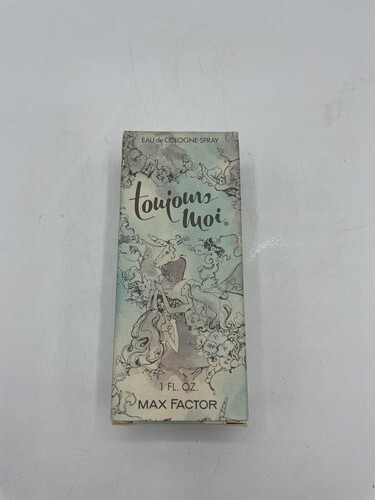 EAU de COLOGNE SPRAY
toujours
moi®
1 FL. OZ.
MAX FACTOR